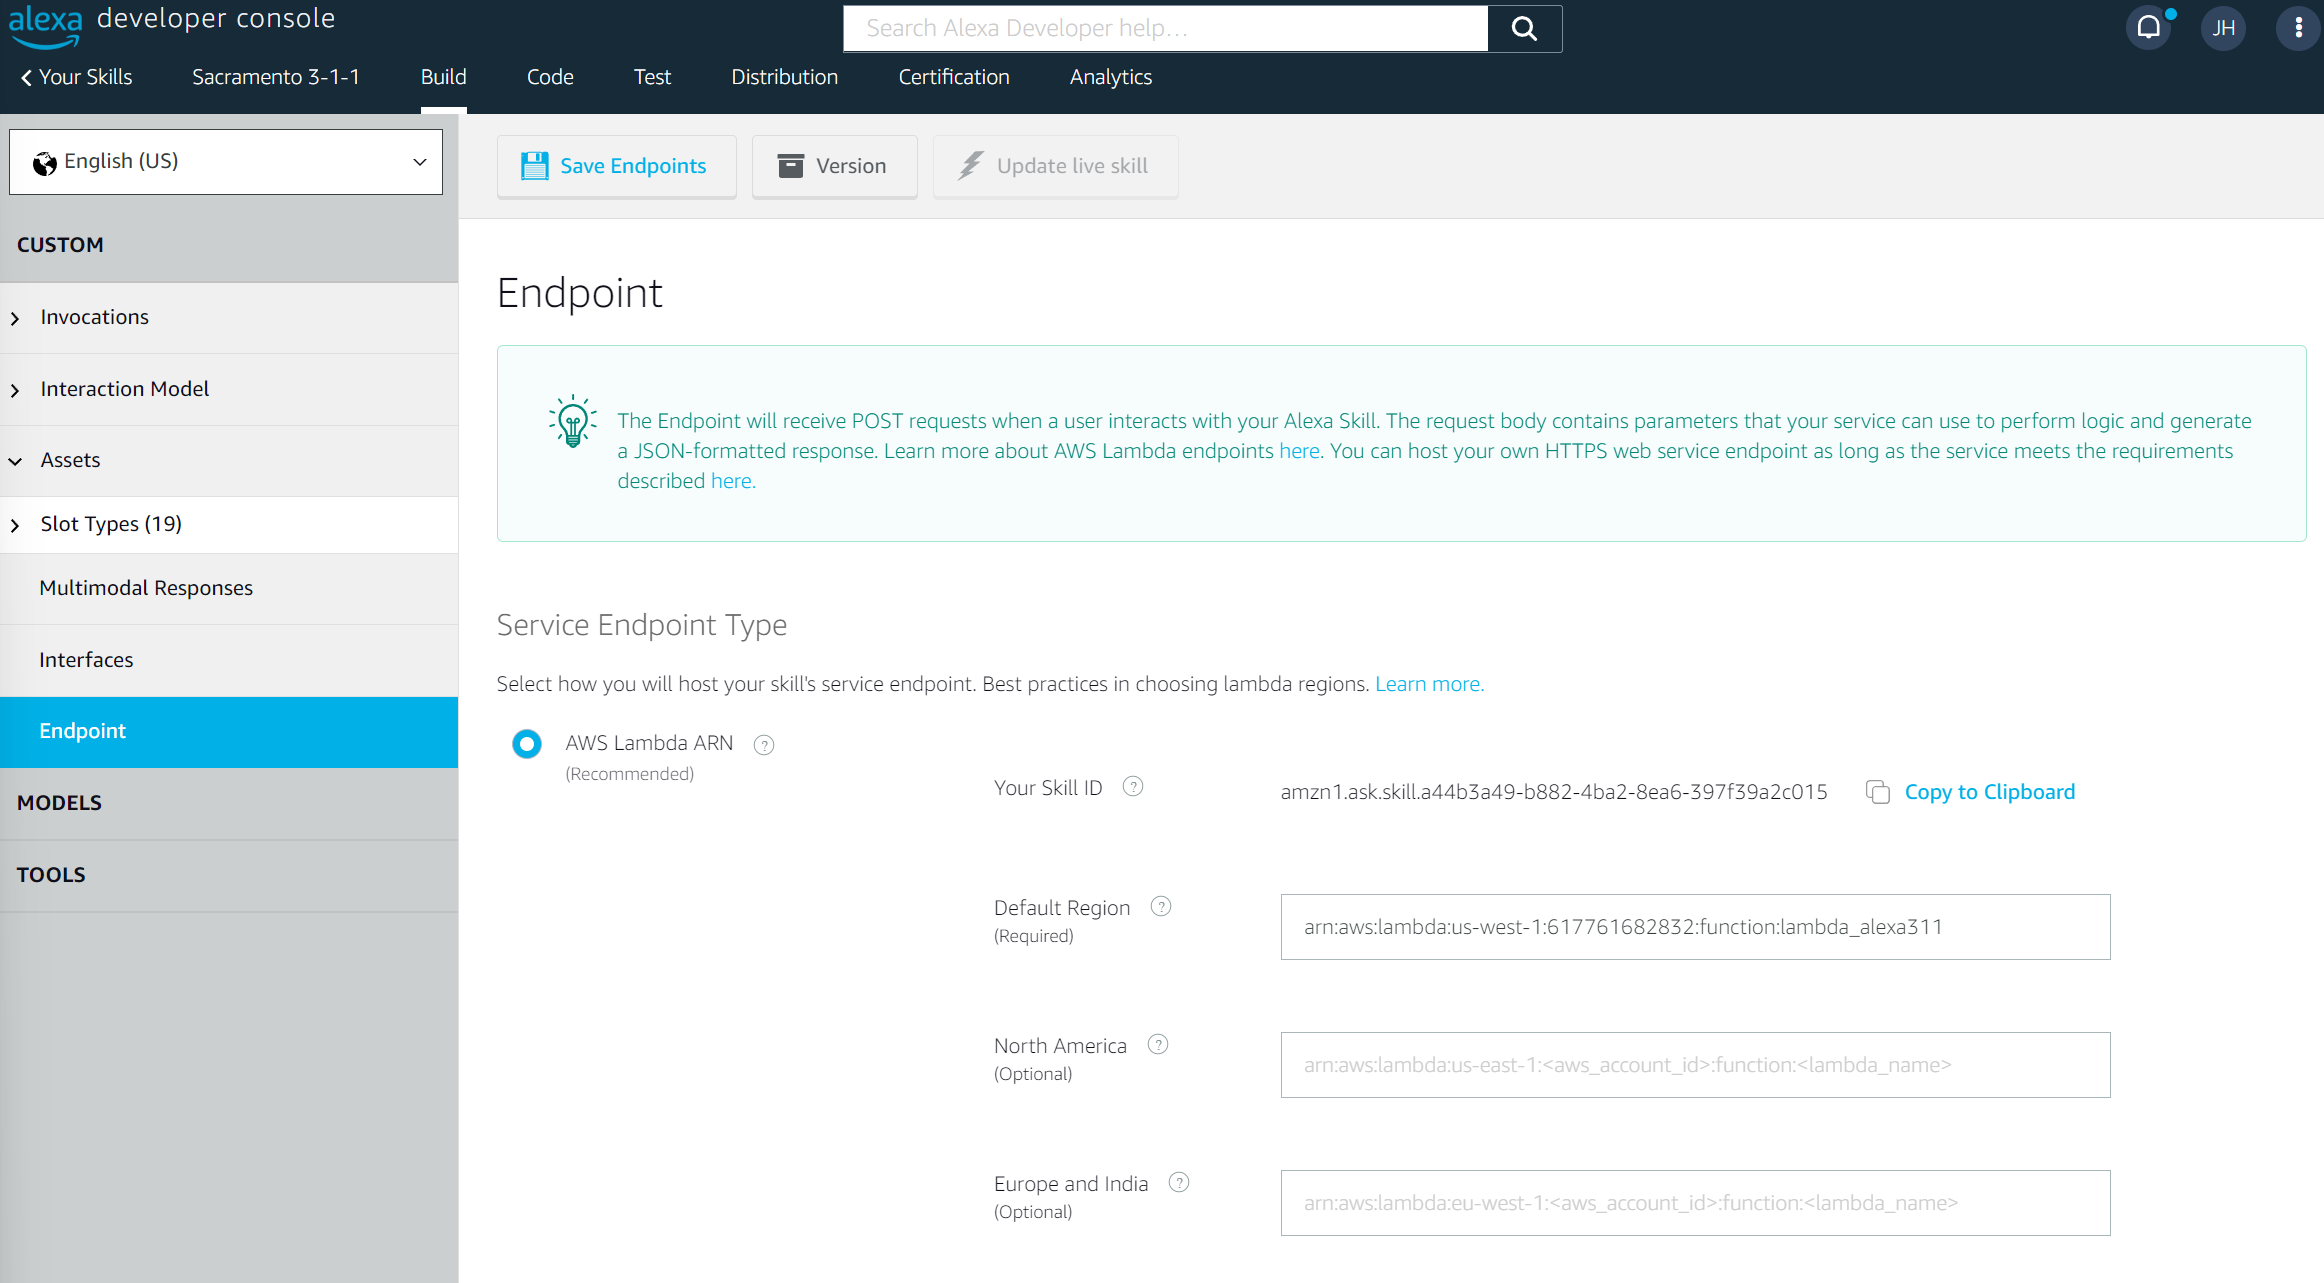 alexa developer console
Search Alexa Developer help...
JH
Your Skills
Sacramento 3-1-1
Build
Code
Test
Distribution
Certification
Analytics
English (US)
Save Endpoints
Version
Update live skill
CUSTOM
Invocations
Interaction Model
Assets
Slot Types (19)
Multimodal Responses
Interfaces
Endpoint
MODELS
TOOLS
Endpoint
The Endpoint will receive POST requests when a user interacts with your Alexa Skill. The request body contains parameters that your service can use to perform logic and generate
a JSON-formatted response. Learn more about AWS Lambda endpoints here. You can host your own HTTPS web service endpoint as long as the service meets the requirements
described here.
Service Endpoint Type
Select how you will host your skill's service endpoint. Best practices in choosing lambda regions. Learn more.
AWS Lambda ARN ?
(Recommended)
Your Skill ID ?
amzn1.ask.skill.a44b3a49-b882-4ba2-8ea6-397f39a2c015
Copy to Clipboard
Default Region ?
(Required)
arn:aws:lambda:us-west-1:617761682832:function:lambda_alexa311
North America ?
(Optional)
arn:aws:lambda:us-east-1:<aws_account_id>:function:<lambda_name>
Europe and India ?
(Optional)
arn:aws:lambda:eu-west-1:<aws_account_id>:function:<lambda_name>